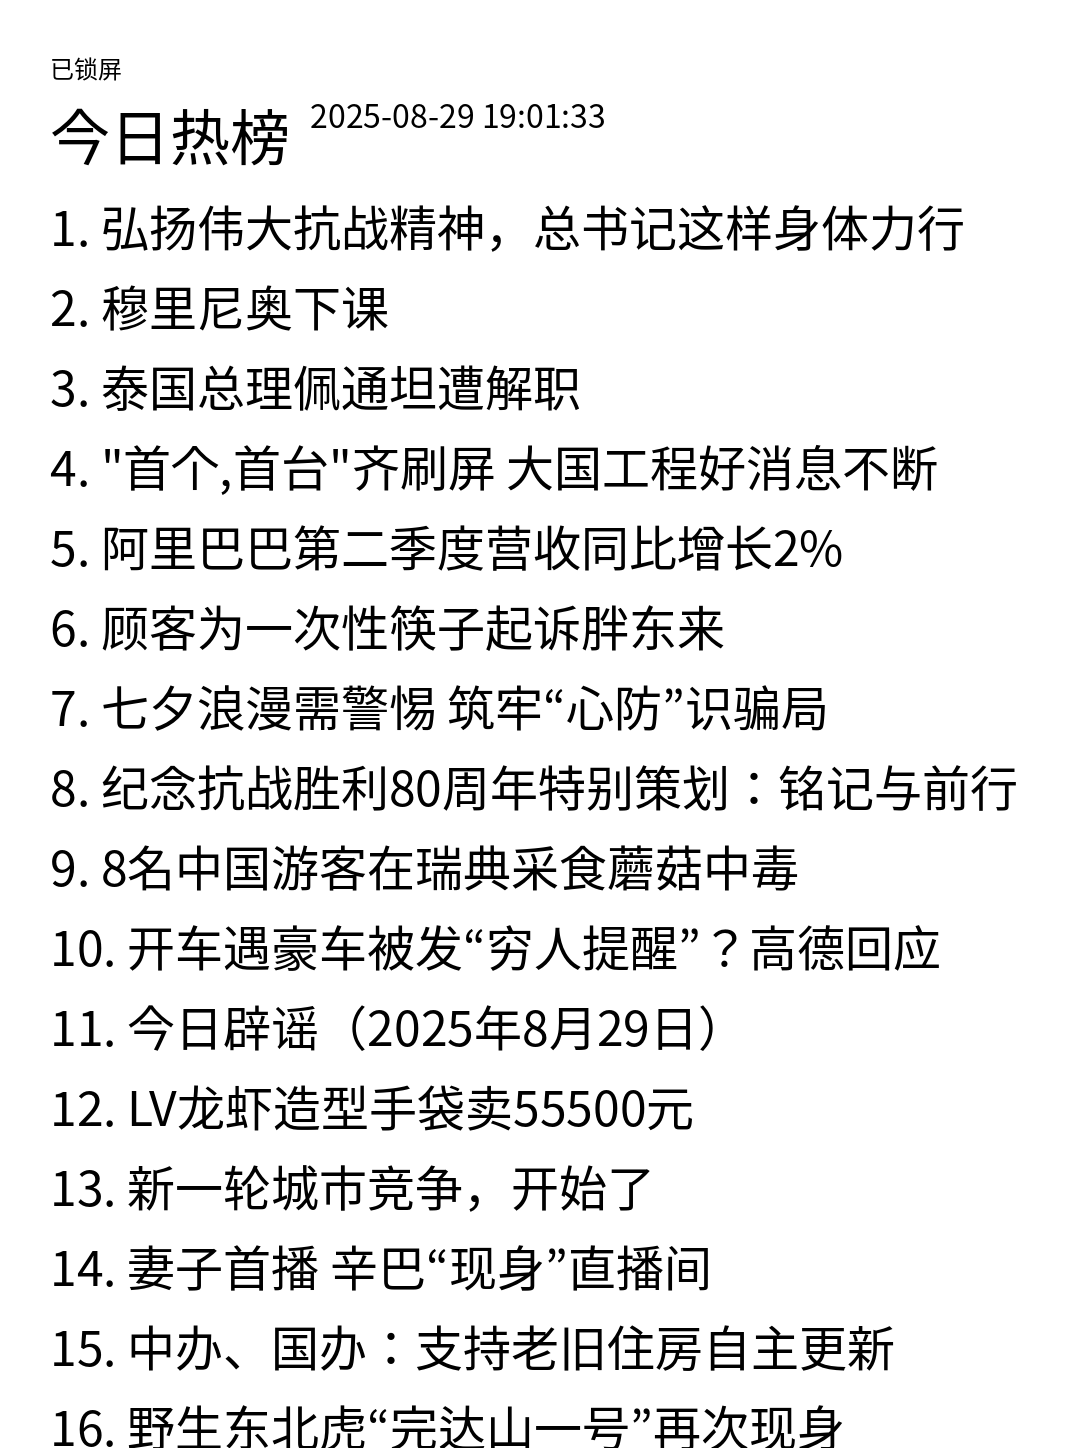 已锁屏
今日热榜 2025-08-29 19:01:33
1. 弘扬伟大抗战精神，总书记这样身体力行
2. 穆里尼奥下课
3. 泰国总理佩通坦遭解职
4. "首个,首台"齐刷屏 大国工程好消息不断
5. 阿里巴巴第二季度营收同比增长2%
6. 顾客为一次性筷子起诉胖东来
7. 七夕浪漫需警惕 筑牢“心防”识骗局
8. 纪念抗战胜利80周年特别策划：铭记与前行
9. 8名中国游客在瑞典采食蘑菇中毒
10. 开车遇豪车被发“穷人提醒”？高德回应
11. 今日辟谣（2025年8月29日）
12. LV龙虾造型手袋卖55500元
13. 新一轮城市竞争，开始了
14. 妻子首播 辛巴“现身”直播间
15. 中办、国办：支持老旧住房自主更新
16. 野生东北虎“完达山一号”再次现身